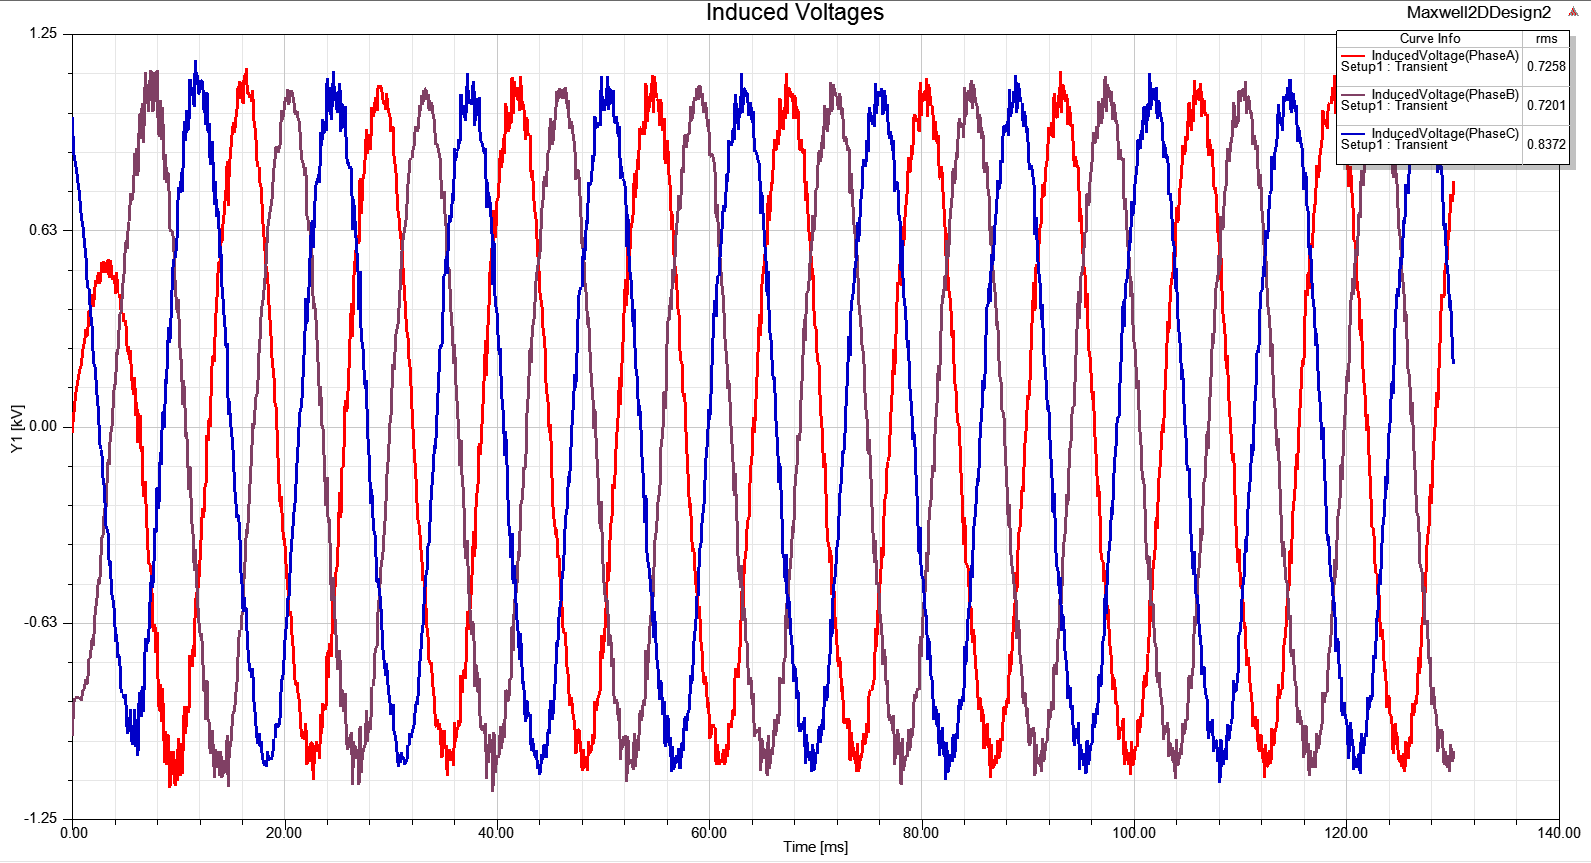 Induced Voltages
Maxwell2DDesign2
Curve Info rms
InducedVoltage(PhaseA)
Setup1 : Transient 0.7258
InducedVoltage(PhaseB)
Setup1 : Transient 0.7201
InducedVoltage(PhaseC)
Setup1 : Transient 0.8372
1.25
0.63
0.00
-0.63
-1.25
Y1 [kV]
0.00 20.00 40.00 60.00 80.00 100.00 120.00 140.00
Time [ms]